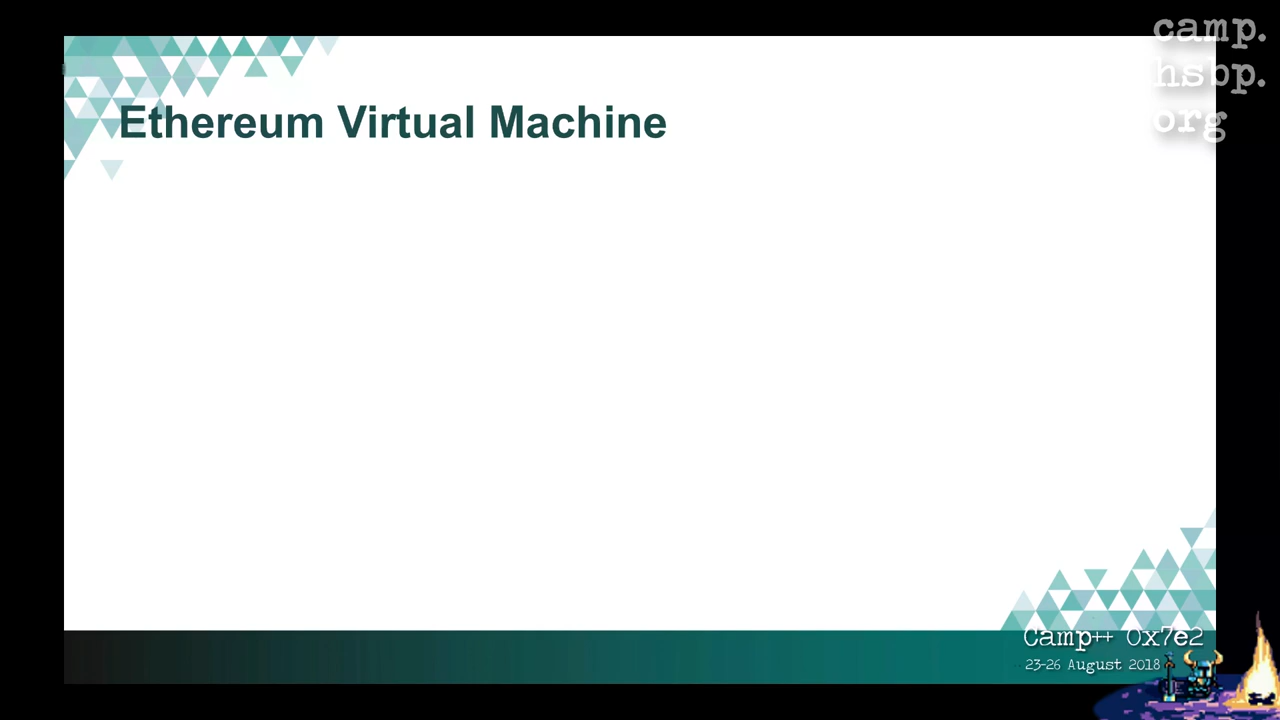 camp.
hsbp.
org
Ethereum Virtual Machine
Camp++ 0x7e2
23-26 August 2018